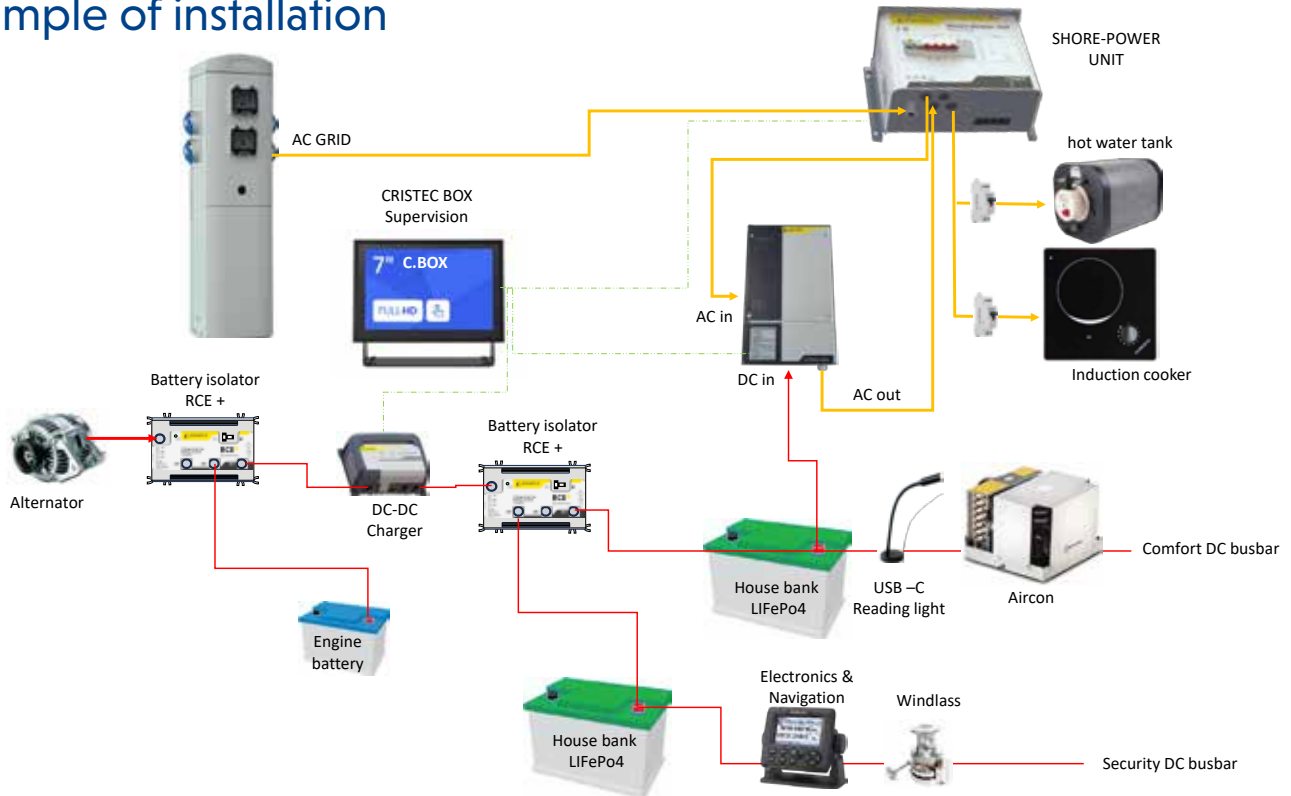 mple of installation
SHORE-POWER
UNIT
AC GRID
hot water tank
CRISTEC BOX
Supervision
7" C.BOX
FULL HD
AC in
Induction cooker
DC in
AC out
Battery isolator
RCE +
Battery isolator
RCE +
Alternator
DC-DC
Charger
Comfort DC busbar
House bank
LIFePo4
USB –C
Reading light
Aircon
Engine
battery
Electronics &
Navigation
Windlass
House bank
LIFePo4
Security DC busbar